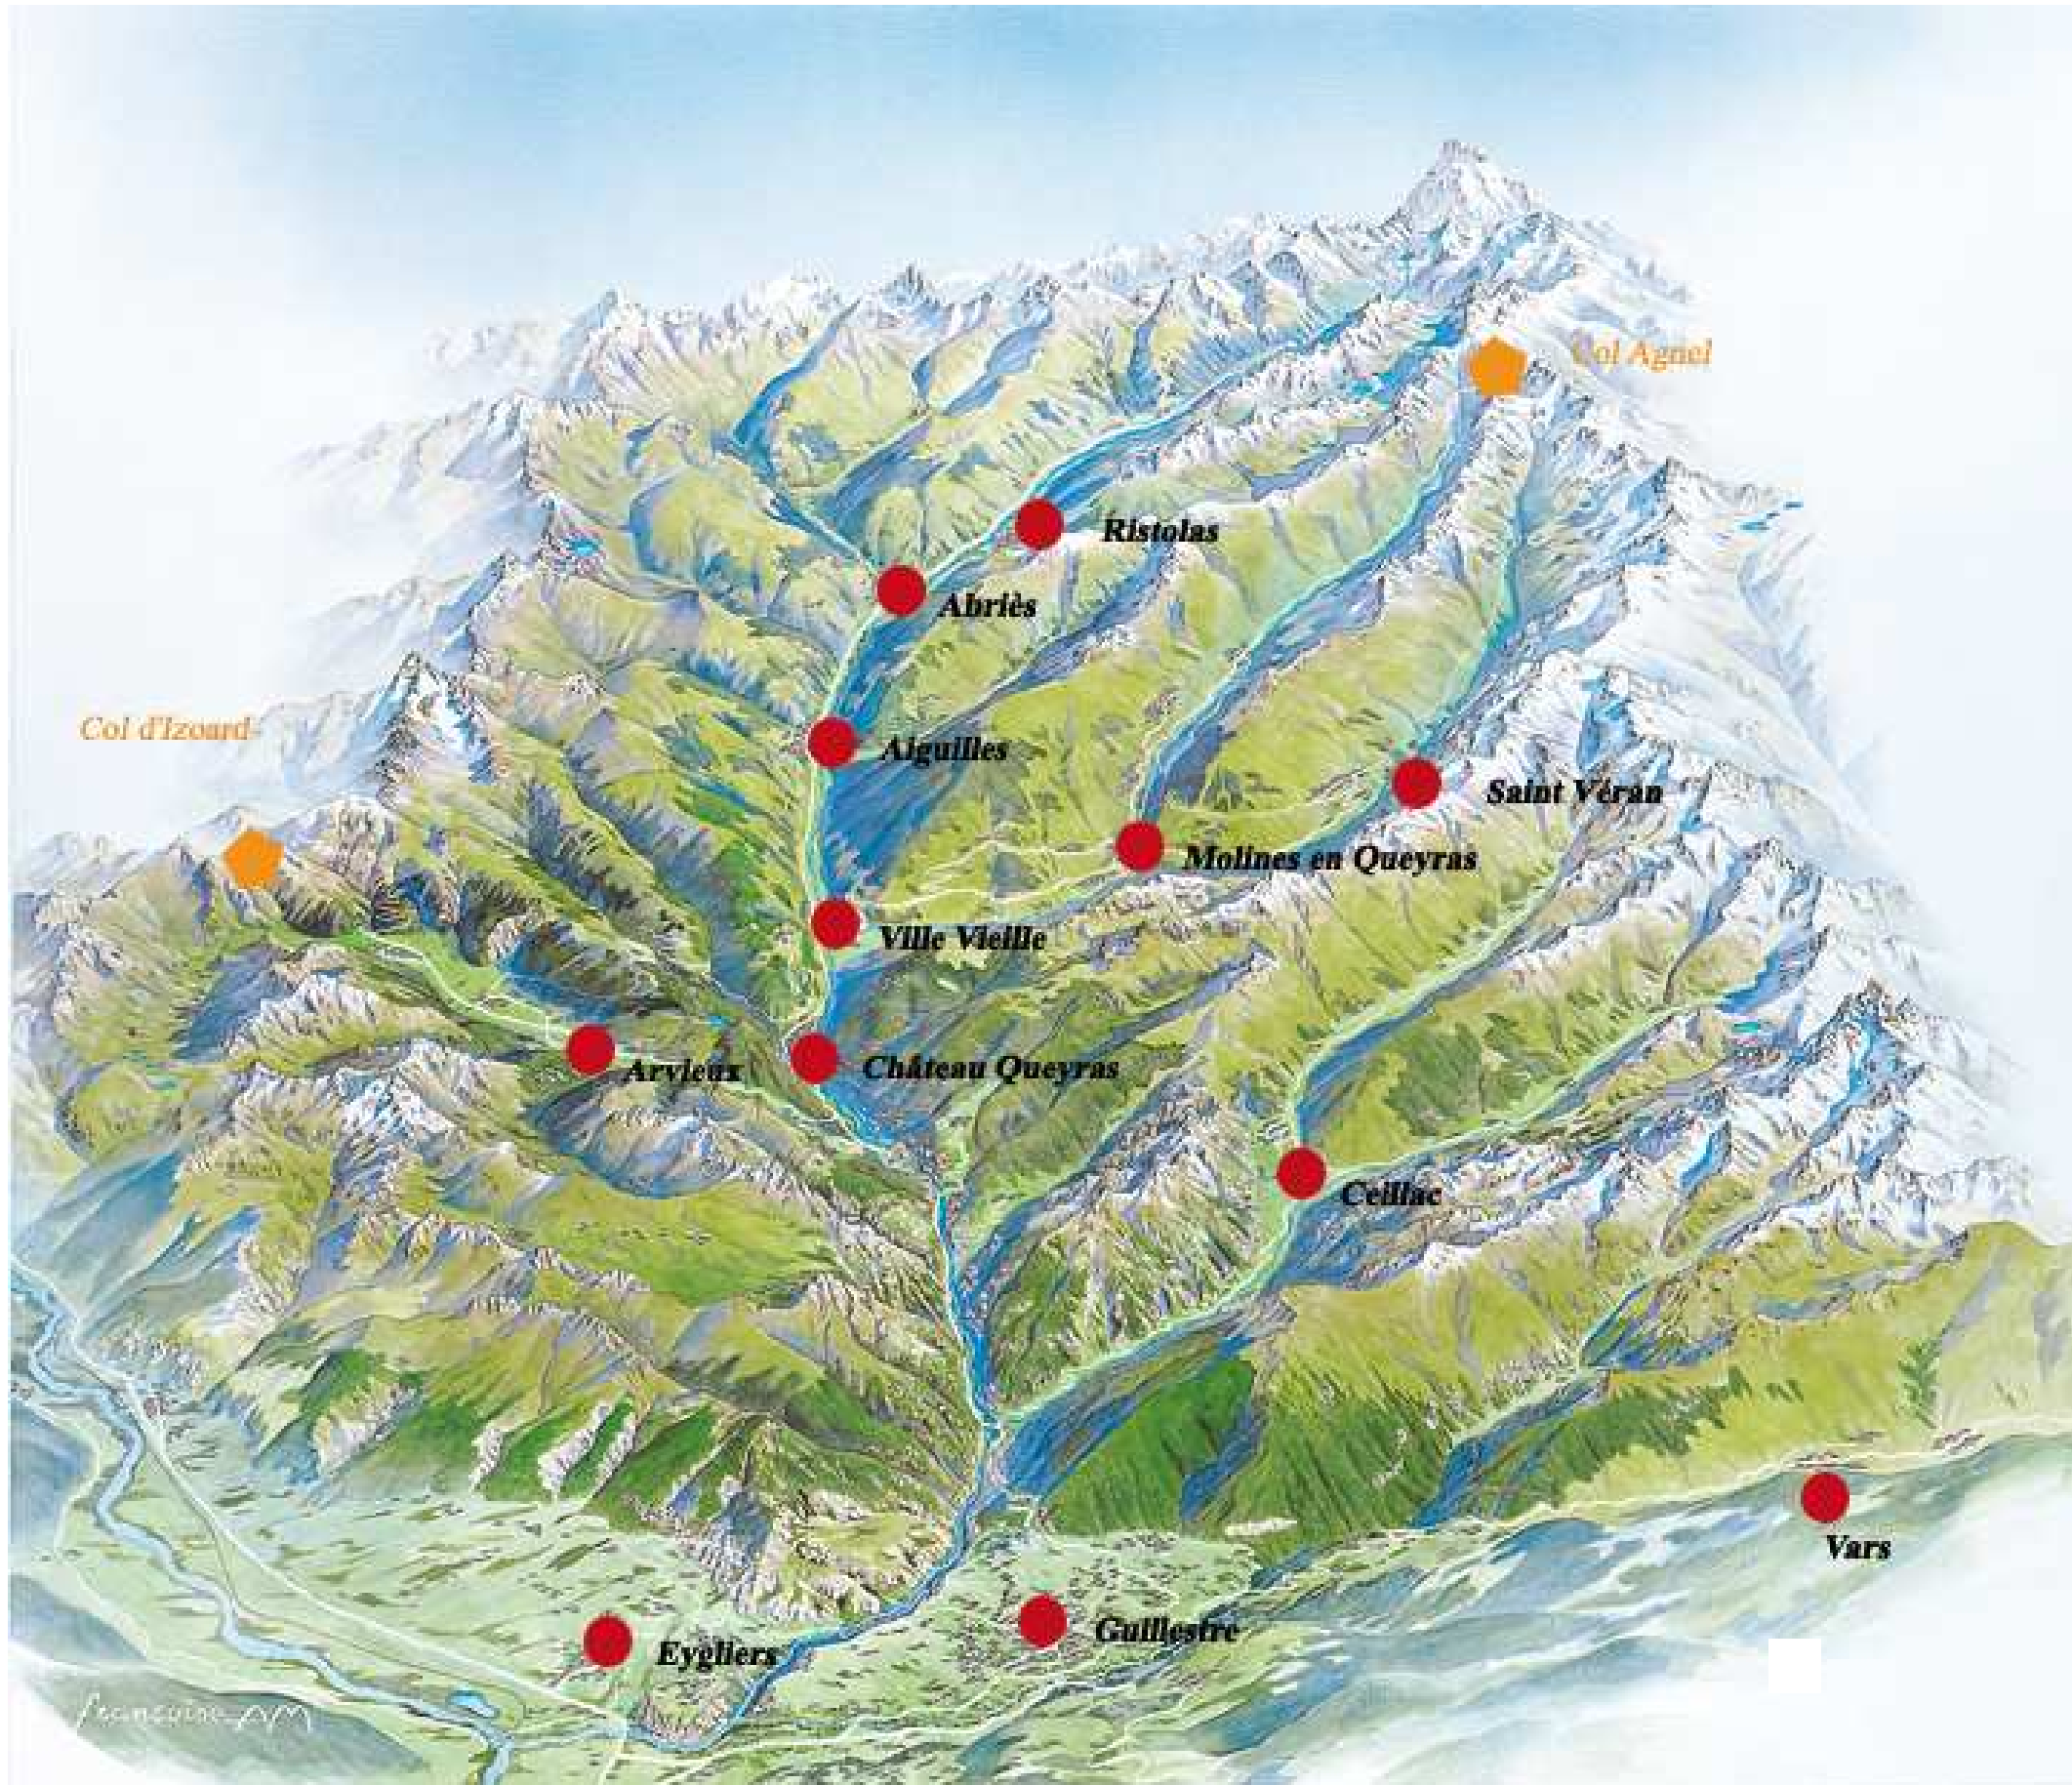 Col Agnel
Ristolas
Abriès
Col d'Izoard
Aiguilles
Saint Véran
Molines en Queyras
Ville Vieille
Château Queyras
Arvieux
Ceillac
Vars
Guillestre
Eygliers